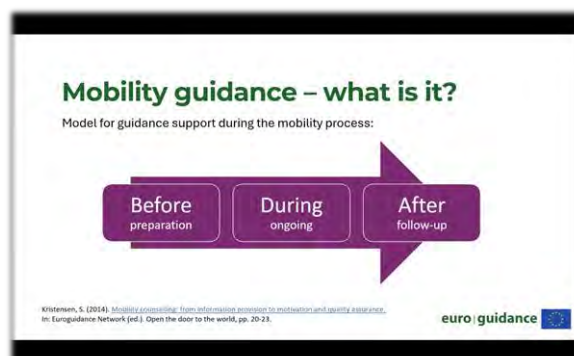 Mobility guidance – what is it?
Model for guidance support during the mobility process:
Before
preparation
During
ongoing
After
follow-up
Kristensen, S. (2014). Mobility counselling: from information provision to motivation and quality assurance.
In: Euroguidance Network (ed.). Open the door to the world, pp. 20-23.
euro|guidance